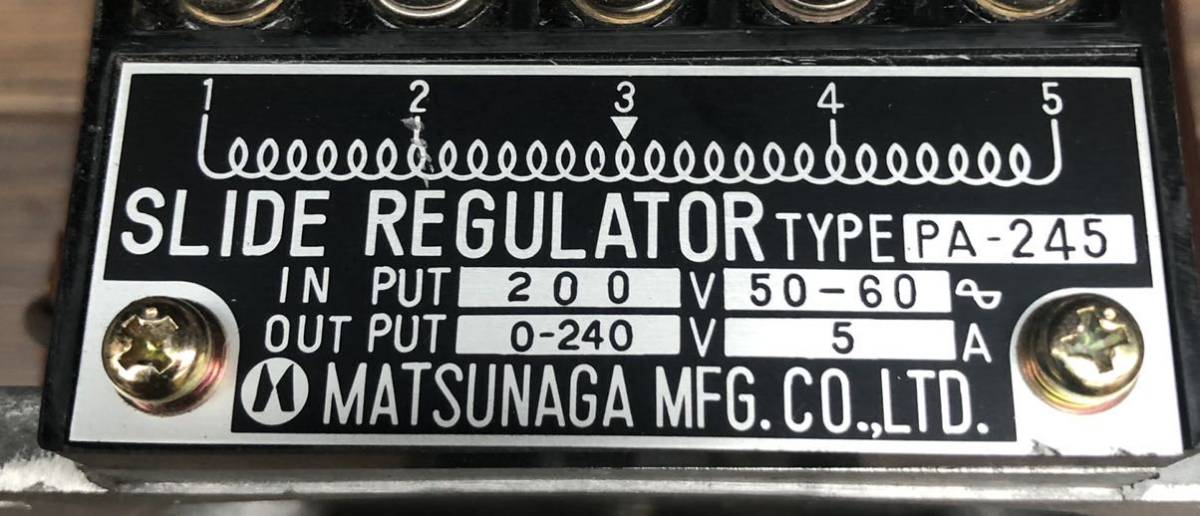 1 2 3 4 5
SLIDE REGULATOR TYPE PA-245
IN PUT 200 V 50-60 ∿
OUT PUT 0-240 V 5 A
MATSUNAGA MFG. CO.,LTD.